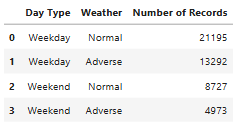 Day Type Weather Number of Records
0 Weekday Normal 21195
1 Weekday Adverse 13292
2 Weekend Normal 8727
3 Weekend Adverse 4973